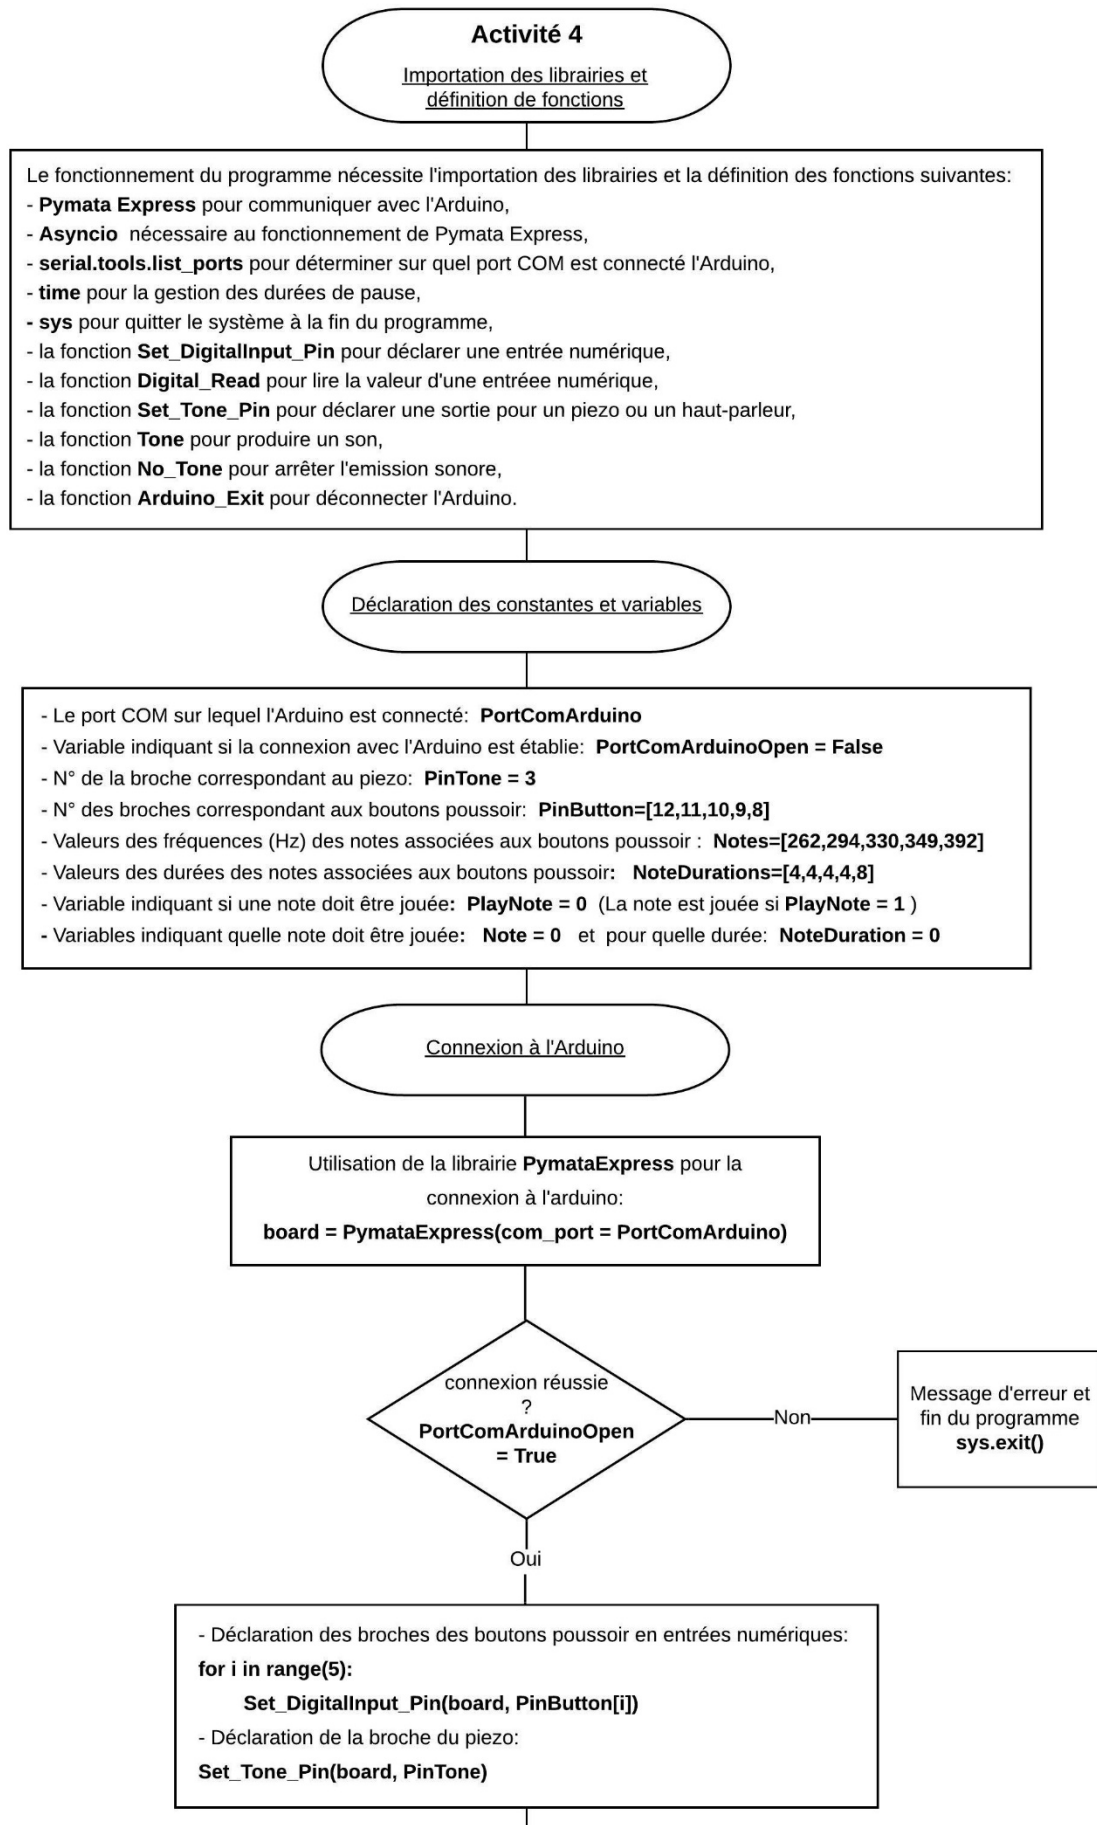 Activité 4
Importation des librairies et
définition de fonctions
Le fonctionnement du programme nécessite l'importation des librairies et la définition des fonctions suivantes:
- Pymata Express pour communiquer avec l'Arduino,
- Asyncio nécessaire au fonctionnement de Pymata Express,
- serial.tools.list_ports pour déterminer sur quel port COM est connecté l'Arduino,
- time pour la gestion des durées de pause,
- sys pour quitter le système à la fin du programme,
- la fonction Set_DigitalInput_Pin pour déclarer une entrée numérique,
- la fonction Digital_Read pour lire la valeur d'une entréee numérique,
- la fonction Set_Tone_Pin pour déclarer une sortie pour un piezo ou un haut-parleur,
- la fonction Tone pour produire un son,
- la fonction No_Tone pour arrêter l'emission sonore,
- la fonction Arduino_Exit pour déconnecter l'Arduino.
Déclaration des constantes et variables
- Le port COM sur lequel l'Arduino est connecté: PortComArduino
- Variable indiquant si la connexion avec l'Arduino est établie: PortComArduinoOpen = False
- N° de la broche correspondant au piezo: PinTone = 3
- N° des broches correspondant aux boutons poussoir: PinButton=[12,11,10,9,8]
- Valeurs des fréquences (Hz) des notes associées aux boutons poussoir : Notes=[262,294,330,349,392]
- Valeurs des durées des notes associées aux boutons poussoir: NoteDurations=[4,4,4,4,8]
- Variable indiquant si une note doit être jouée: PlayNote = 0 (La note est jouée si PlayNote = 1 )
- Variables indiquant quelle note doit être jouée: Note = 0 et pour quelle durée: NoteDuration = 0
Connexion à l'Arduino
Utilisation de la librairie PymataExpress pour la
connexion à l'arduino:
board = PymataExpress(com_port = PortComArduino)
connexion réussie
?
PortComArduinoOpen
= True
Non
Message d'erreur et
fin du programme
sys.exit()
Oui
- Déclaration des broches des boutons poussoir en entrées numériques:
for i in range(5):
Set_DigitalInput_Pin(board, PinButton[i])
- Déclaration de la broche du piezo:
Set_Tone_Pin(board, PinTone)